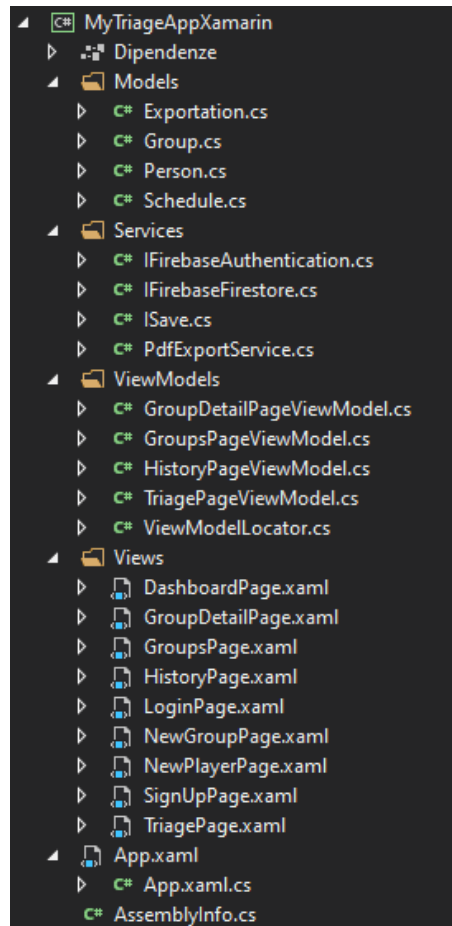 C# MyTriageAppXamarin
Dipendenze
Models
C# Exportation.cs
C# Group.cs
C# Person.cs
C# Schedule.cs
Services
C# IFirebaseAuthentication.cs
C# IFirebaseFirestore.cs
C# ISave.cs
C# PdfExportService.cs
ViewModels
C# GroupDetailPageViewModel.cs
C# GroupsPageViewModel.cs
C# HistoryPageViewModel.cs
C# TriagePageViewModel.cs
C# ViewModelLocator.cs
Views
DashboardPage.xaml
GroupDetailPage.xaml
GroupsPage.xaml
HistoryPage.xaml
LoginPage.xaml
NewGroupPage.xaml
NewPlayerPage.xaml
SignUpPage.xaml
TriagePage.xaml
App.xaml
C# App.xaml.cs
C# AssemblyInfo.cs